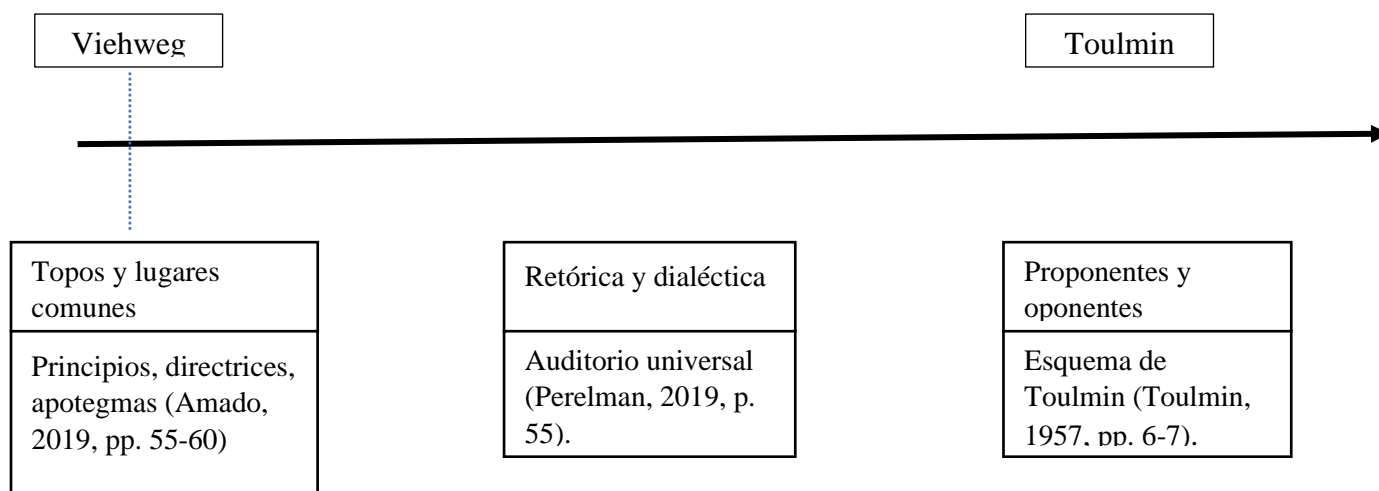 Viehweg
Toulmin
Topos y lugares
comunes
Principios, directrices,
apotegmas (Amado,
2019, pp. 55-60)
Retórica y dialéctica
Auditorio universal
(Perelman, 2019, p.
55).
Proponentes y
oponentes
Esquema de
Toulmin (Toulmin,
1957, pp. 6-7).